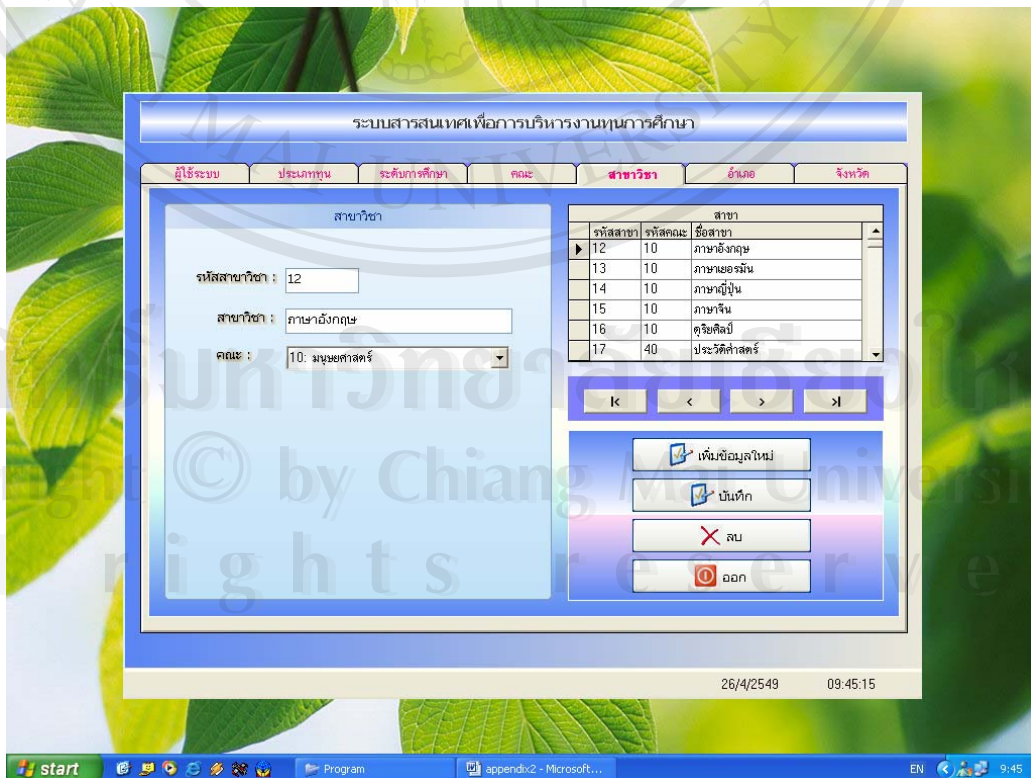 ระบบสารสนเทศเพื่อการบริหารงานทุนการศึกษา
ผู้ใช้ระบบ ประเภททุน ระดับการศึกษา คณะ สาขาวิชา อำเภอ จังหวัด
สาขาวิชา
รหัสสาขาวิชา : 12
สาขาวิชา : ภาษาอังกฤษ
คณะ : 10: มนุษยศาสตร์
สาขา
รหัสสาขา รหัสคณะ ชื่อสาขา
12 10 ภาษาอังกฤษ
13 10 ภาษาเยอรมัน
14 10 ภาษาญี่ปุ่น
15 10 ภาษาจีน
16 10 ดุริยศิลป์
17 40 ประวัติศาสตร์
เพิ่มข้อมูลใหม่
บันทึก
ลบ
ออก
26/4/2549 09:45:15
MAI UNIVERSITY
© by Chiang Mai
rights reserve
start Program appendix2 - Microsoft... EN 9:45